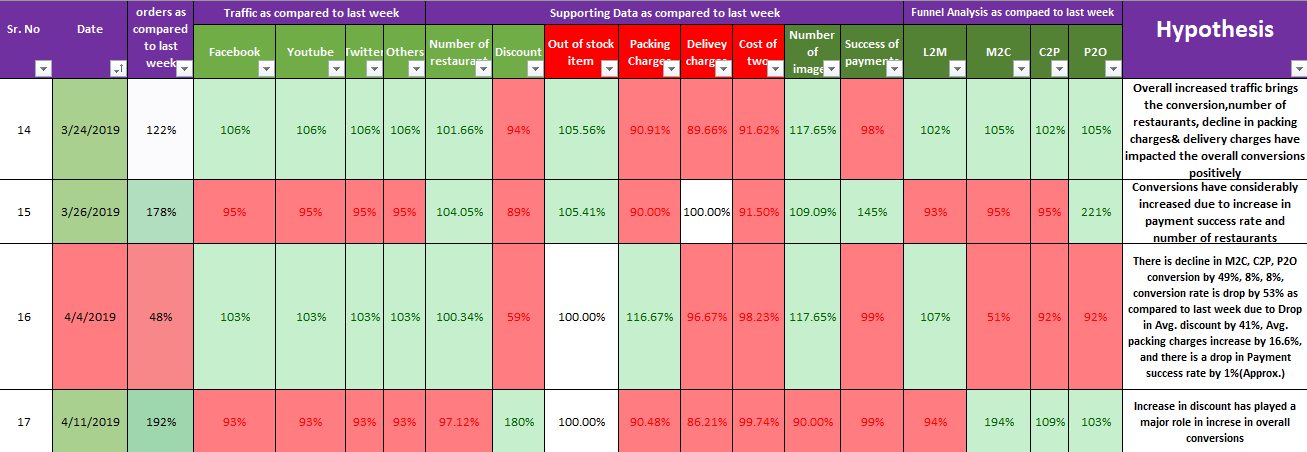 orders as compared to last week
Traffic as compared to last week
Supporting Data as compared to last week
Funnel Analysis as compaed to last week
Hypothesis
Sr. No
Date
Facebook
Youtube
Twitter
Others
Number of restaurant
Discount
Out of stock item
Packing Charges
Delivey charges
Cost of two
Number of image
Success of payments
L2M
M2C
C2P
P2O
14 3/24/2019 122% 106% 106% 106% 106% 101.66% 94% 105.56% 90.91% 89.66% 91.62% 117.65% 98% 102% 105% 102% 105%
Overall increased traffic brings
the conversion,number of
restaurants, decline in packing
charges& delivery charges have
impacted the overall conversions
positively
15 3/26/2019 178% 95% 95% 95% 95% 104.05% 89% 105.41% 90.00% 100.00% 91.50% 109.09% 145% 93% 95% 95% 221%
Conversions have considerably
increased due to increase in
payment success rate and
number of restaurants
16 4/4/2019 48% 103% 103% 103% 103% 100.34% 59% 100.00% 116.67% 96.67% 98.23% 117.65% 99% 107% 51% 92% 92%
There is decline in M2C, C2P, P2O
conversion by 49%, 8%, 8%,
conversion rate is drop by 53% as
compared to last week due to Drop
in Avg. discount by 41%, Avg.
packing charges increase by 16.6%,
and there is a drop in Payment
success rate by 1%(Approx.)
17 4/11/2019 192% 93% 93% 93% 93% 97.12% 180% 100.00% 90.48% 86.21% 99.74% 90.00% 99% 94% 194% 109% 103%
Increase in discount has played a
major role in increse in overall
conversions